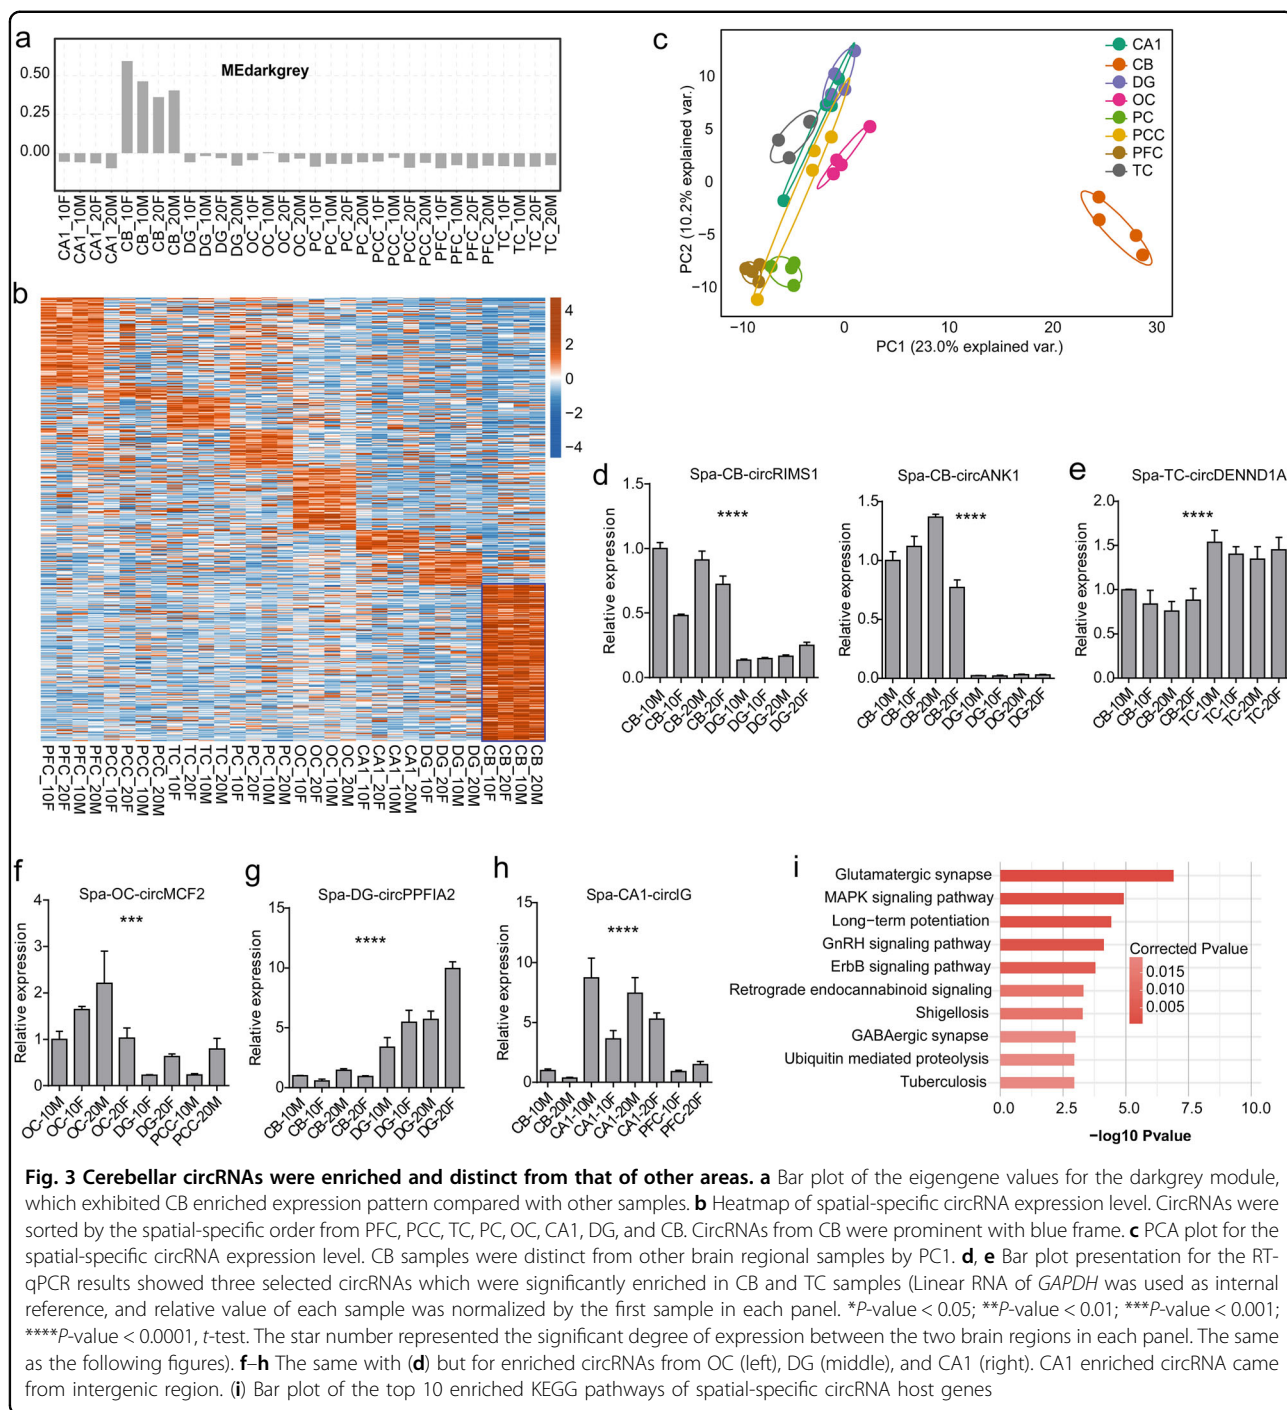 a
MEdarkgrey
0.50
0.25
0.00
CA1_10F
CA1_10M
CA1_20F
CA1_20M
CB_10F
CB_10M
CB_20F
CB_20M
DG_10F
DG_10M
DG_20F
DG_20M
OC_10F
OC_10M
OC_20F
OC_20M
PC_10F
PC_10M
PC_20F
PC_20M
PCC_10F
PCC_10M
PCC_20F
PCC_20M
PFC_10F
PFC_10M
PFC_20F
PFC_20M
TC_10F
TC_10M
TC_20F
TC_20M
b
4
2
0
−2
−4
PFC_10F
PFC_20F
PFC_10M
PFC_20M
PCC_10F
PCC_20F
PCC_10M
PCC_20M
TC_10F
TC_20F
TC_10M
TC_20M
PC_10F
PC_20F
PC_10M
PC_20M
OC_10F
OC_20F
OC_10M
OC_20M
CA1_10F
CA1_20F
CA1_10M
CA1_20M
DG_10F
DG_20F
DG_10M
DG_20M
CB_10F
CB_20F
CB_10M
CB_20M
c
PC2 (10.2% explained var.)
10
5
0
−5
−10
−10
0
10
20
30
PC1 (23.0% explained var.)
CA1
CB
DG
OC
PC
PCC
PFC
TC
d
Spa-CB-circRIMS1
Relative expression
1.5
1.0
0.5
0
****
CB-10M
CB-10F
CB-20M
CB-20F
DG-10M
DG-10F
DG-20M
DG-20F
Spa-CB-circANK1
Relative expression
1.5
1.0
0.5
0.0
****
CB-10M
CB-10F
CB-20M
CB-20F
DG-10M
DG-10F
DG-20M
DG-20F
e
Spa-TC-circDENND1A
Relative expression
2.0
1.5
1.0
0.5
0.0
****
CB-10M
CB-10F
CB-20M
CB-20F
TC-10M
TC-10F
TC-20M
TC-20F
f
Spa-OC-circMCF2
Relative expression
4
3
2
1
0
***
OC-10M
OC-10F
OC-20M
OC-20F
DG-10F
DG-20F
PCC-10M
PCC-20M
g
Spa-DG-circPPFIA2
Relative expression
15
10
5
0
****
CB-10M
CB-10F
CB-20M
CB-20F
DG-10M
DG-10F
DG-20M
DG-20F
h
Spa-CA1-circIG
Relative expression
15
10
5
0
****
CB-10M
CB-20M
CA1-10M
CA1-10F
CA1-20M
CA1-20F
PFC-10F
PFC-20F
i
Glutamatergic synapse
MAPK signaling pathway
Long−term potentiation
GnRH signaling pathway
ErbB signaling pathway
Retrograde endocannabinoid signaling
Shigellosis
GABAergic synapse
Ubiquitin mediated proteolysis
Tuberculosis
Corrected Pvalue
0.015
0.010
0.005
0.0
2.5
5.0
7.5
10.0
−log10 Pvalue
Fig. 3 Cerebellar circRNAs were enriched and distinct from that of other areas. a Bar plot of the eigengene values for the darkgrey module,
which exhibited CB enriched expression pattern compared with other samples. b Heatmap of spatial-specific circRNA expression level. CircRNAs were
sorted by the spatial-specific order from PFC, PCC, TC, PC, OC, CA1, DG, and CB. CircRNAs from CB were prominent with blue frame. c PCA plot for the
spatial-specific circRNA expression level. CB samples were distinct from other brain regional samples by PC1. d, e Bar plot presentation for the RT-
qPCR results showed three selected circRNAs which were significantly enriched in CB and TC samples (Linear RNA of GAPDH was used as internal
reference, and relative value of each sample was normalized by the first sample in each panel. *P-value < 0.05; **P-value < 0.01; ***P-value < 0.001;
****P-value < 0.0001, t-test. The star number represented the significant degree of expression between the two brain regions in each panel. The same
as the following figures). f–h The same with (d) but for enriched circRNAs from OC (left), DG (middle), and CA1 (right). CA1 enriched circRNA came
from intergenic region. (i) Bar plot of the top 10 enriched KEGG pathways of spatial-specific circRNA host genes